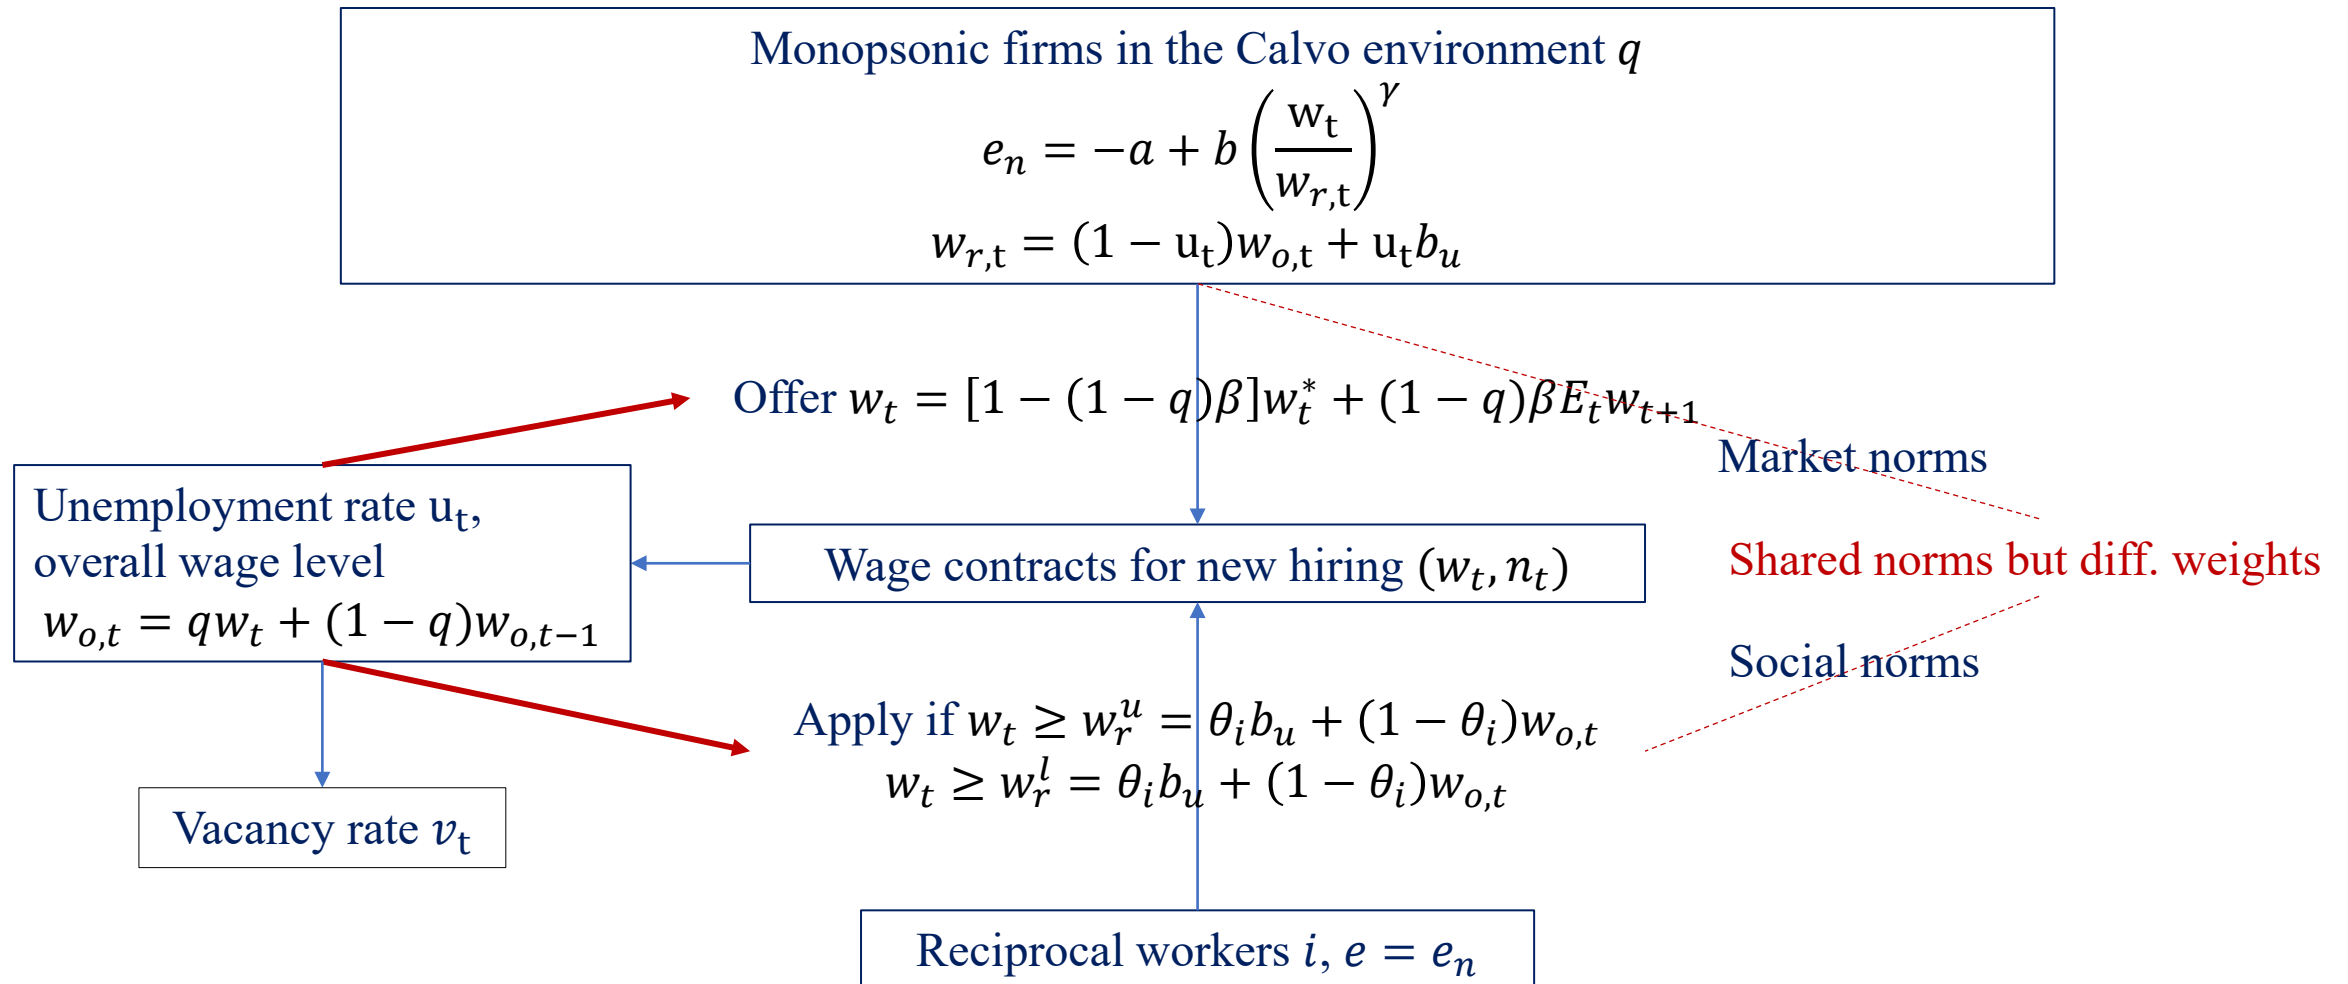 Monopsonic firms in the Calvo environment q
eₙ = −a + b (w_t / w_{r,t})^γ
w_{r,t} = (1 − u_t)w_{o,t} + u_t b_u
Offer w_t = [1 − (1 − q)β]w_t^* + (1 − q)βE_t w_{t+1}
Market norms
Unemployment rate u_t,
overall wage level
w_{o,t} = qw_t + (1 − q)w_{o,t−1}
Wage contracts for new hiring (w_t, n_t)
Shared norms but diff. weights
Social norms
Apply if w_t ≥ w_r^u = θ_i b_u + (1 − θ_i)w_{o,t}
w_t ≥ w_r^l = θ_i b_u + (1 − θ_i)w_{o,t}
Vacancy rate v_t
Reciprocal workers i, e = e_n